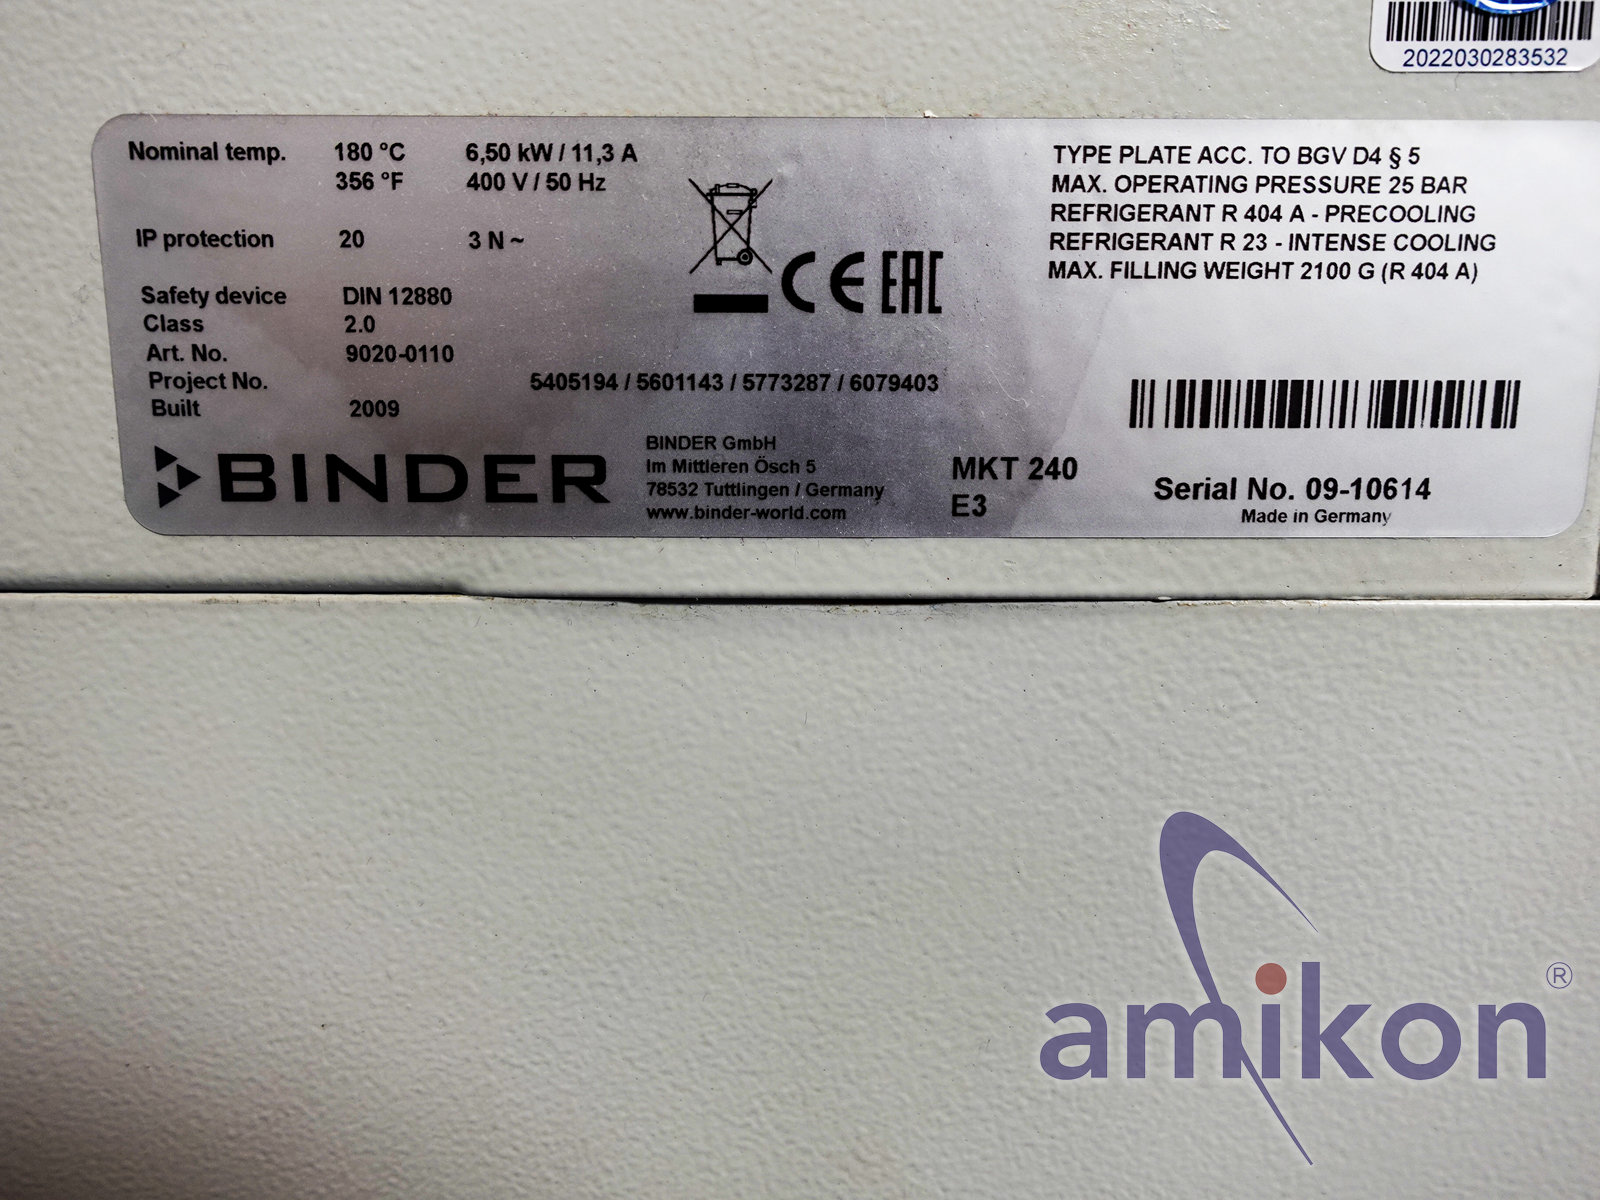 2022030283532
Nominal temp. 180 °C 6,50 kW / 11,3 A
356 °F 400 V / 50 Hz
IP protection 20 3 N ~
Safety device DIN 12880
Class 2.0
Art. No. 9020-0110
Project No. 5405194 / 5601143 / 5773287 / 6079403
Built 2009
CE EAC
TYPE PLATE ACC. TO BGV D4 § 5
MAX. OPERATING PRESSURE 25 BAR
REFRIGERANT R 404 A - PRECOOLING
REFRIGERANT R 23 - INTENSE COOLING
MAX. FILLING WEIGHT 2100 G (R 404 A)
BINDER
BINDER GmbH
Im Mittleren Ösch 5
78532 Tuttlingen / Germany
www.binder-world.com
MKT 240
E3
Serial No. 09-10614
Made in Germany
amikon®